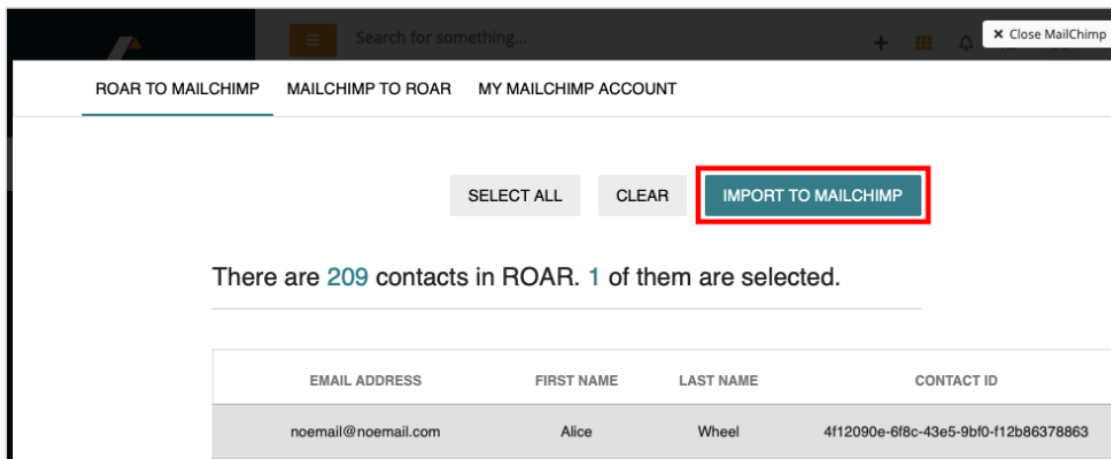 Search for something...
× Close MailChimp
ROAR TO MAILCHIMP MAILCHIMP TO ROAR MY MAILCHIMP ACCOUNT
SELECT ALL CLEAR IMPORT TO MAILCHIMP
There are 209 contacts in ROAR. 1 of them are selected.
EMAIL ADDRESS FIRST NAME LAST NAME CONTACT ID
noemail@noemail.com Alice Wheel 4f12090e-6f8c-43e5-9bf0-f12b86378863